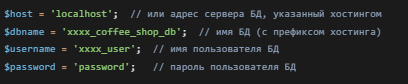 $host = 'localhost';  // или адрес сервера БД, указанный хостингом
$dbname = 'xxxx_coffee_shop_db';  // имя БД (с префиксом хостинга)
$username = 'xxxx_user';  // имя пользователя БД
$password = 'password';   // пароль пользователя БД